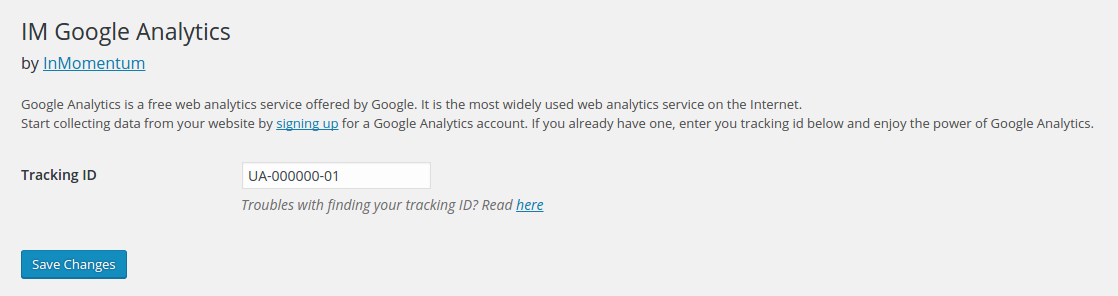 IM Google Analytics
by InMomentum
Google Analytics is a free web analytics service offered by Google. It is the most widely used web analytics service on the Internet.
Start collecting data from your website by signing up for a Google Analytics account. If you already have one, enter you tracking id below and enjoy the power of Google Analytics.
Tracking ID UA-000000-01
Troubles with finding your tracking ID? Read here
Save Changes